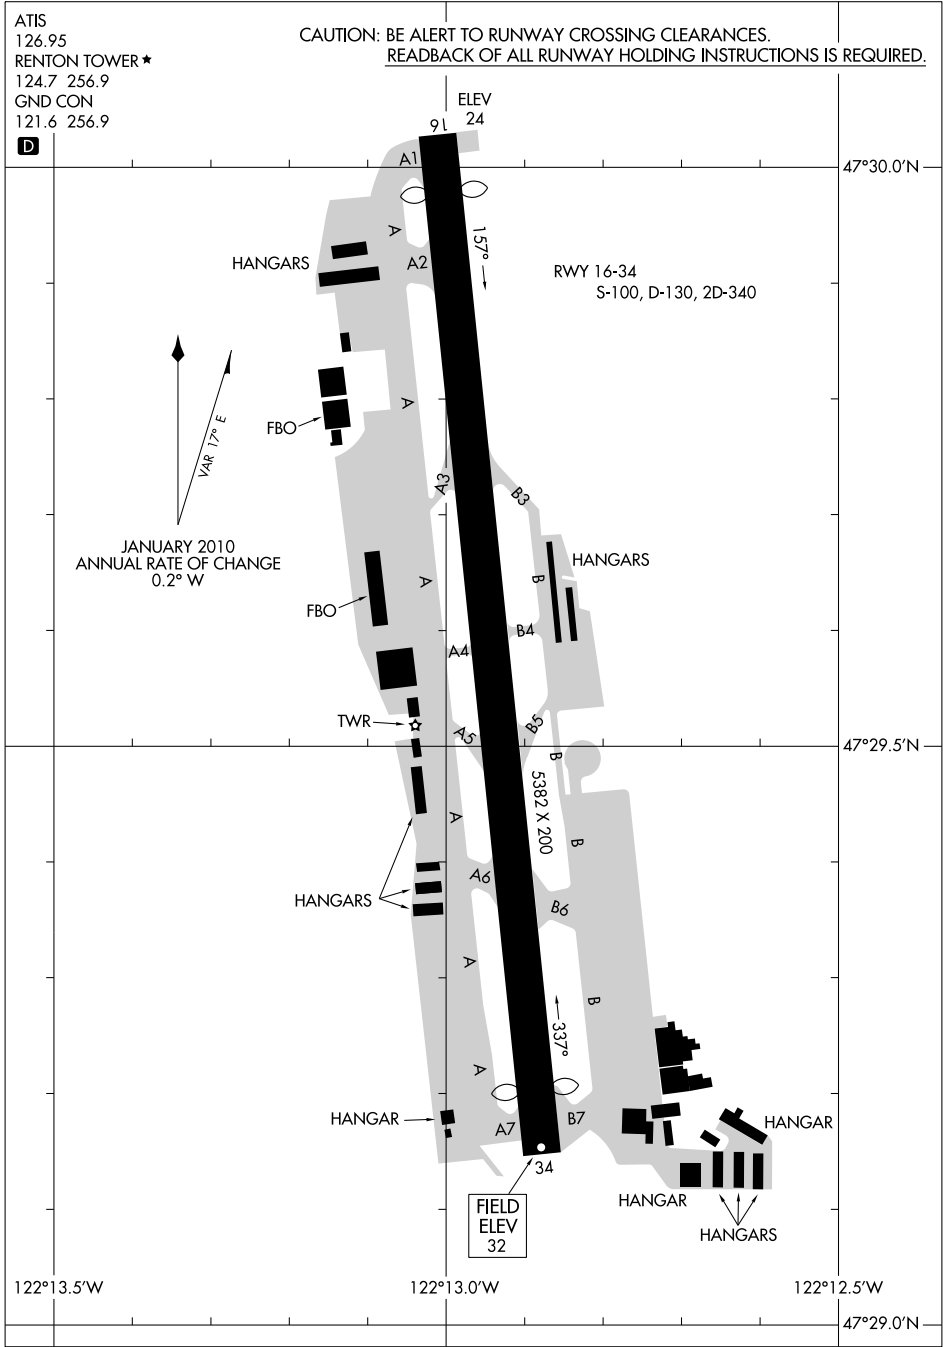 ATIS
126.95
RENTON TOWER ★
124.7 256.9
GND CON
121.6 256.9
D
CAUTION: BE ALERT TO RUNWAY CROSSING CLEARANCES.
READBACK OF ALL RUNWAY HOLDING INSTRUCTIONS IS REQUIRED.
ELEV
24
16
A1
47°30.0'N
A
157°
HANGARS
A2
RWY 16-34
S-100, D-130, 2D-340
A
FBO
VAR 17° E
A3
B3
JANUARY 2010
ANNUAL RATE OF CHANGE
0.2° W
HANGARS
A
B
FBO
B4
A4
TWR
A5
B5
47°29.5'N
B
5382 X 200
A
B
A6
HANGARS
B6
A
B
337°
A
HANGAR
A7
B7
HANGAR
34
HANGAR
FIELD
ELEV
32
HANGARS
122°13.5'W
122°13.0'W
122°12.5'W
47°29.0'N